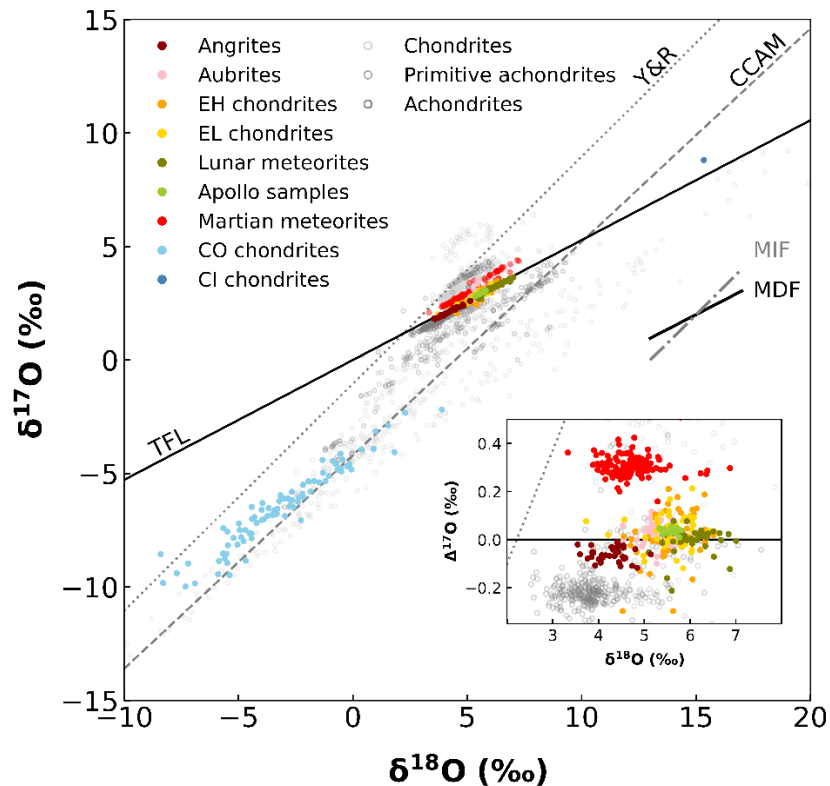 15
10
5
0
−5
−10
−15
δ¹⁷O (‰)
Angrites
Aubrites
EH chondrites
EL chondrites
Lunar meteorites
Apollo samples
Martian meteorites
CO chondrites
CI chondrites
Chondrites
Primitive achondrites
Achondrites
Y&R
CCAM
TFL
MIF
MDF
0.4
0.2
0.0
−0.2
Δ¹⁷O (‰)
3 4 5 6 7
δ¹⁸O (‰)
−10 −5 0 5 10 15 20
δ¹⁸O (‰)